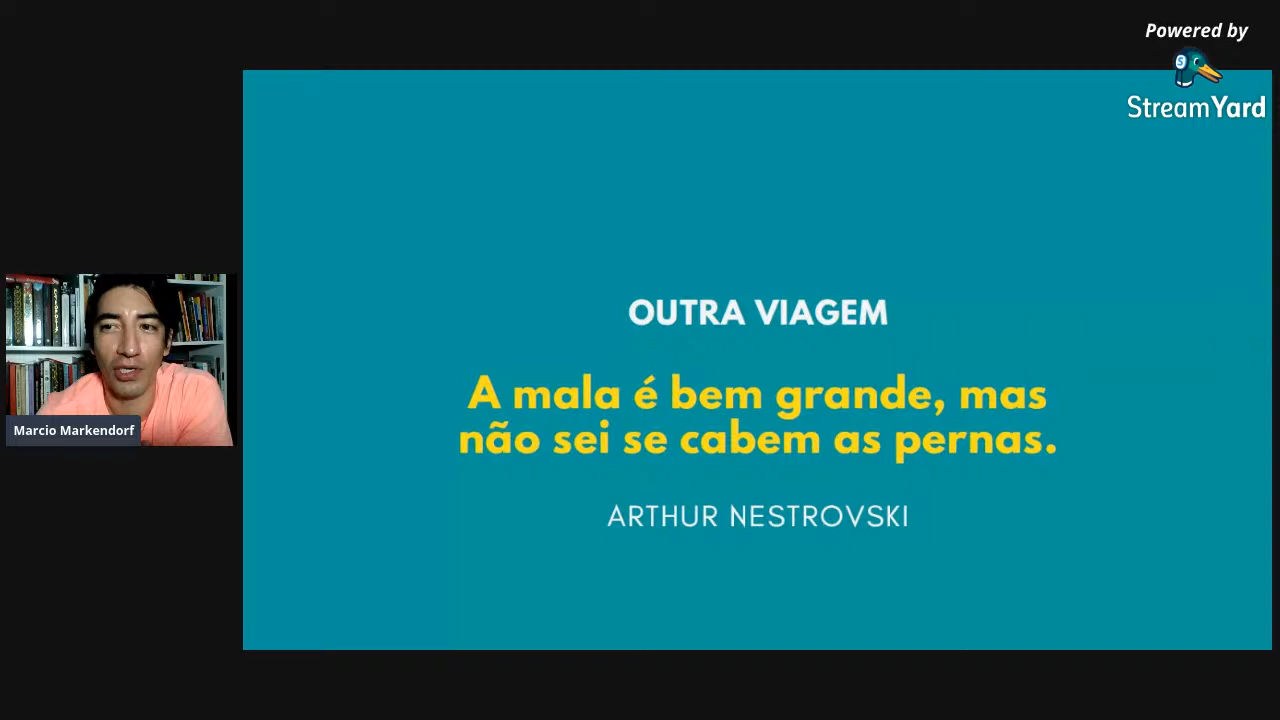 Powered by
StreamYard
OUTRA VIAGEM
A mala é bem grande, mas
não sei se cabem as pernas.
ARTHUR NESTROVSKI
Marcio Markendorf